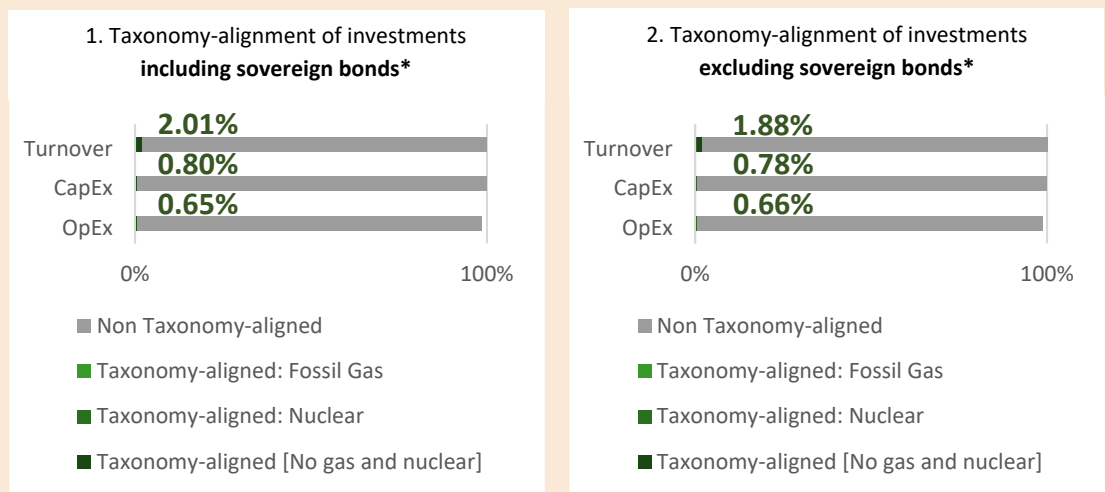 1. Taxonomy-alignment of investments
including sovereign bonds*
2.01%
Turnover
0.80%
CapEx
0.65%
OpEx
0%
100%
Non Taxonomy-aligned
Taxonomy-aligned: Fossil Gas
Taxonomy-aligned: Nuclear
Taxonomy-aligned [No gas and nuclear]
2. Taxonomy-alignment of investments
excluding sovereign bonds*
1.88%
Turnover
0.78%
CapEx
0.66%
OpEx
0%
100%
Non Taxonomy-aligned
Taxonomy-aligned: Fossil Gas
Taxonomy-aligned: Nuclear
Taxonomy-aligned [No gas and nuclear]